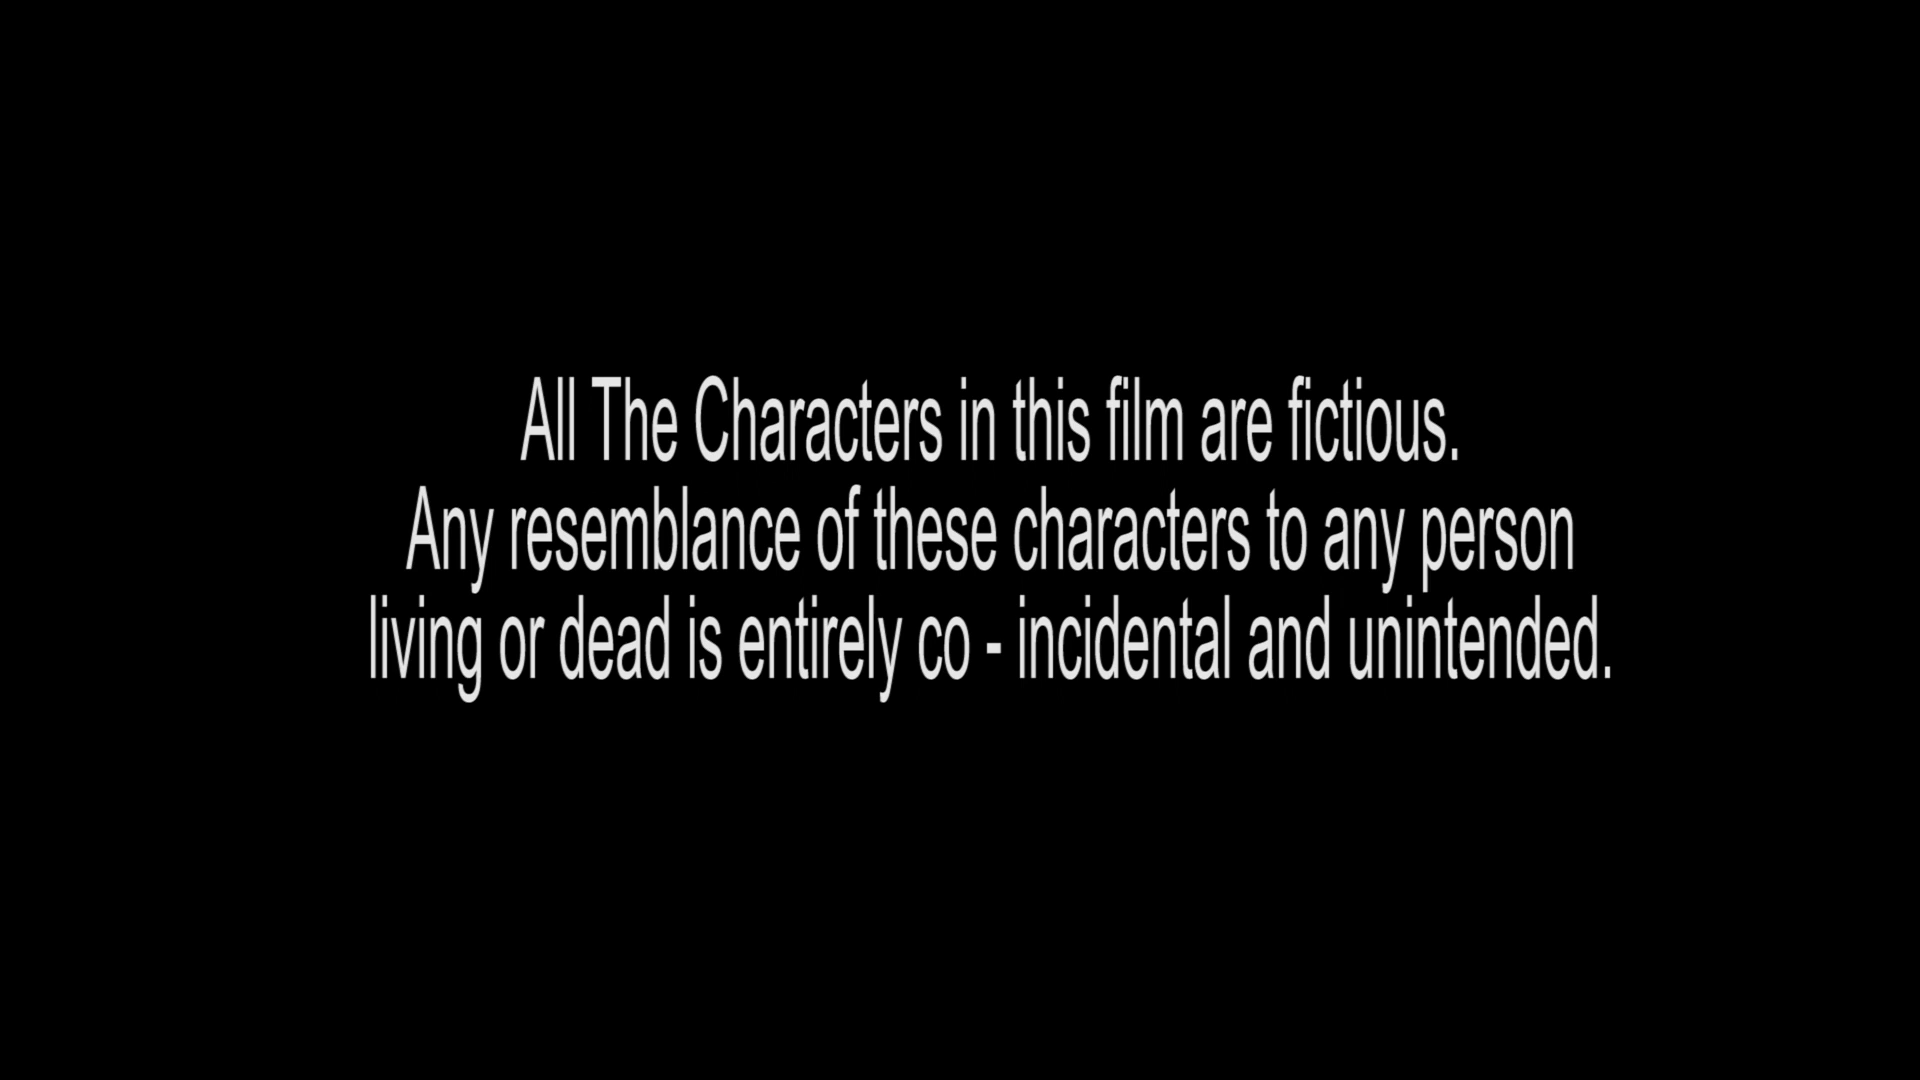 All The Characters in this film are fictious.
Any resemblance of these characters to any person
living or dead is entirely co - incidental and unintended.